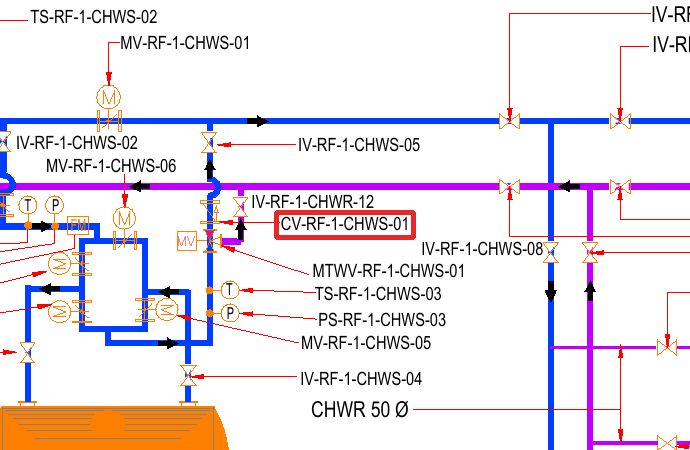 TS-RF-1-CHWS-02
MV-RF-1-CHWS-01
IV-RF
IV-RF
IV-RF-1-CHWS-02
IV-RF-1-CHWS-05
MV-RF-1-CHWS-06
IV-RF-1-CHWR-12
CV-RF-1-CHWS-01
IV-RF-1-CHWS-08
MTWV-RF-1-CHWS-01
TS-RF-1-CHWS-03
PS-RF-1-CHWS-03
MV-RF-1-CHWS-05
IV-RF-1-CHWS-04
CHWR 50 Ø
M
T
P
FM
M
MV
M
T
M
M
P